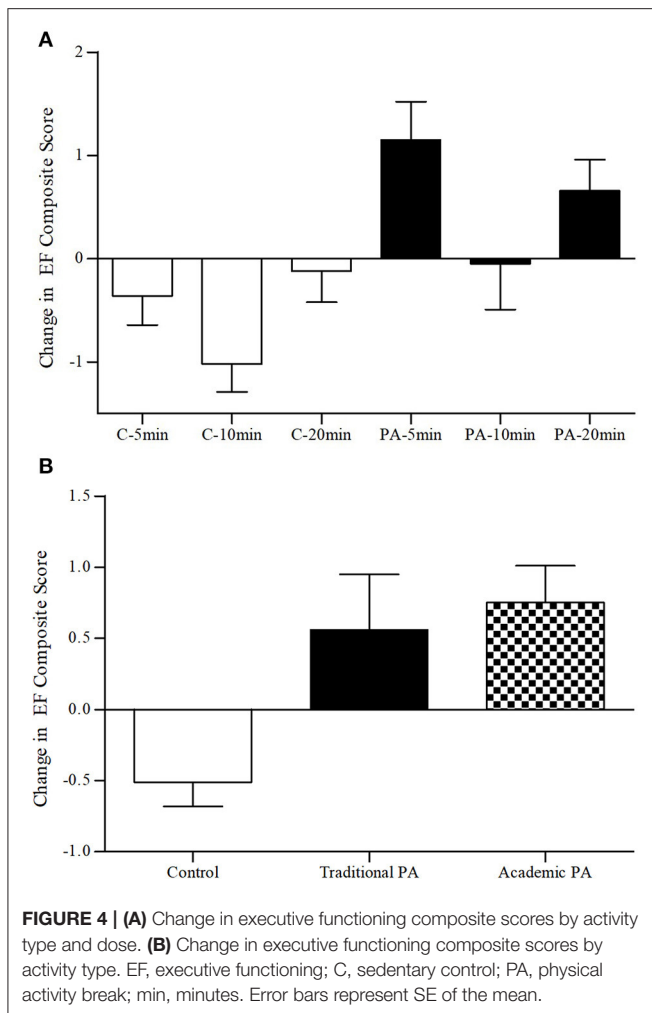 A
Change in EF Composite Score
2
1
0
-1
C-5min C-10min C-20min PA-5min PA-10min PA-20min
B
Change in EF Composite Score
1.5
1.0
0.5
0.0
-0.5
-1.0
Control Traditional PA Academic PA
FIGURE 4 | (A) Change in executive functioning composite scores by activity
type and dose. (B) Change in executive functioning composite scores by
activity type. EF, executive functioning; C, sedentary control; PA, physical
activity break; min, minutes. Error bars represent SE of the mean.